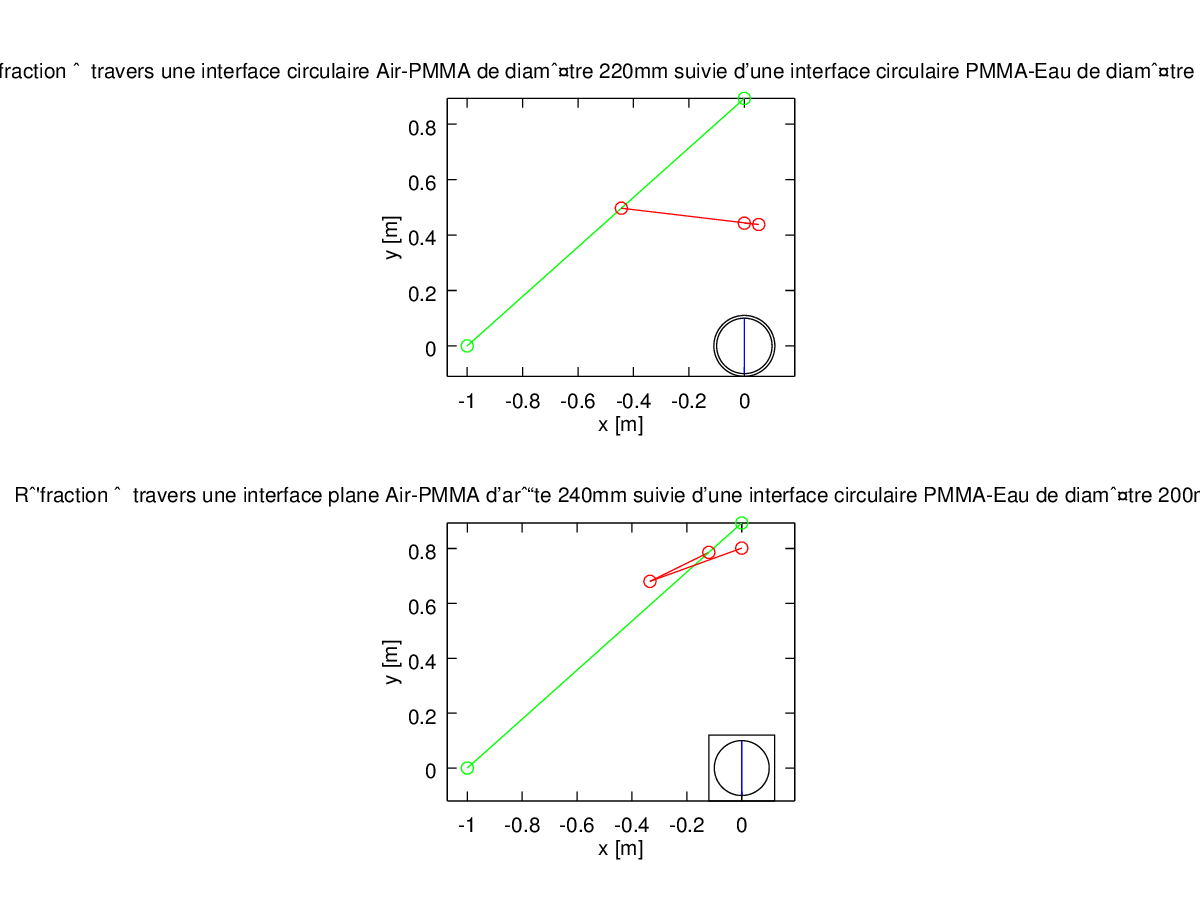 fraction ˆ travers une interface circulaire Air-PMMA de diamˆ¤tre 220mm suivie d’une interface circulaire PMMA-Eau de diamˆ¤tre
0.8
0.6
0.4
0.2
0
y [m]
-1 -0.8 -0.6 -0.4 -0.2 0
x [m]
Rˆ'fraction ˆ travers une interface plane Air-PMMA d’arˆ“te 240mm suivie d’une interface circulaire PMMA-Eau de diamˆ¤tre 200m
0.8
0.6
0.4
0.2
0
y [m]
-1 -0.8 -0.6 -0.4 -0.2 0
x [m]